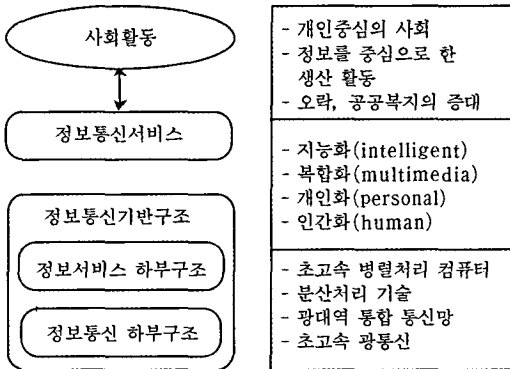 사회활동
정보통신서비스
정보통신기반구조
정보서비스 하부구조
정보통신 하부구조
- 개인중심의 사회
- 정보를 중심으로 한
생산 활동
- 오락, 공공복지의 증대
- 지능화(intelligent)
- 복합화(multimedia)
- 개인화(personal)
- 인간화(human)
- 초고속 병렬처리 컴퓨터
- 분산처리 기술
- 광대역 통합 통신망
- 초고속 광통신